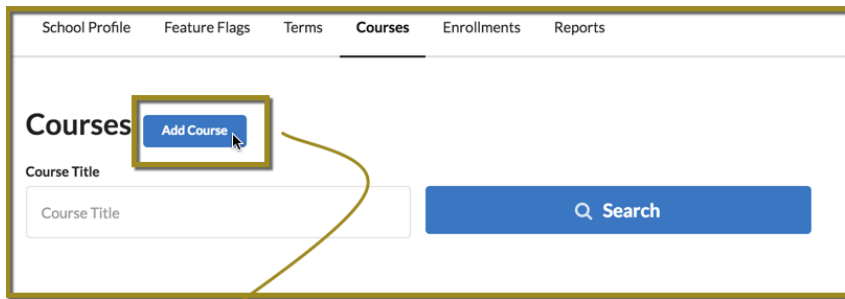 School Profile Feature Flags Terms Courses Enrollments Reports
Courses Add Course
Course Title
Course Title Search